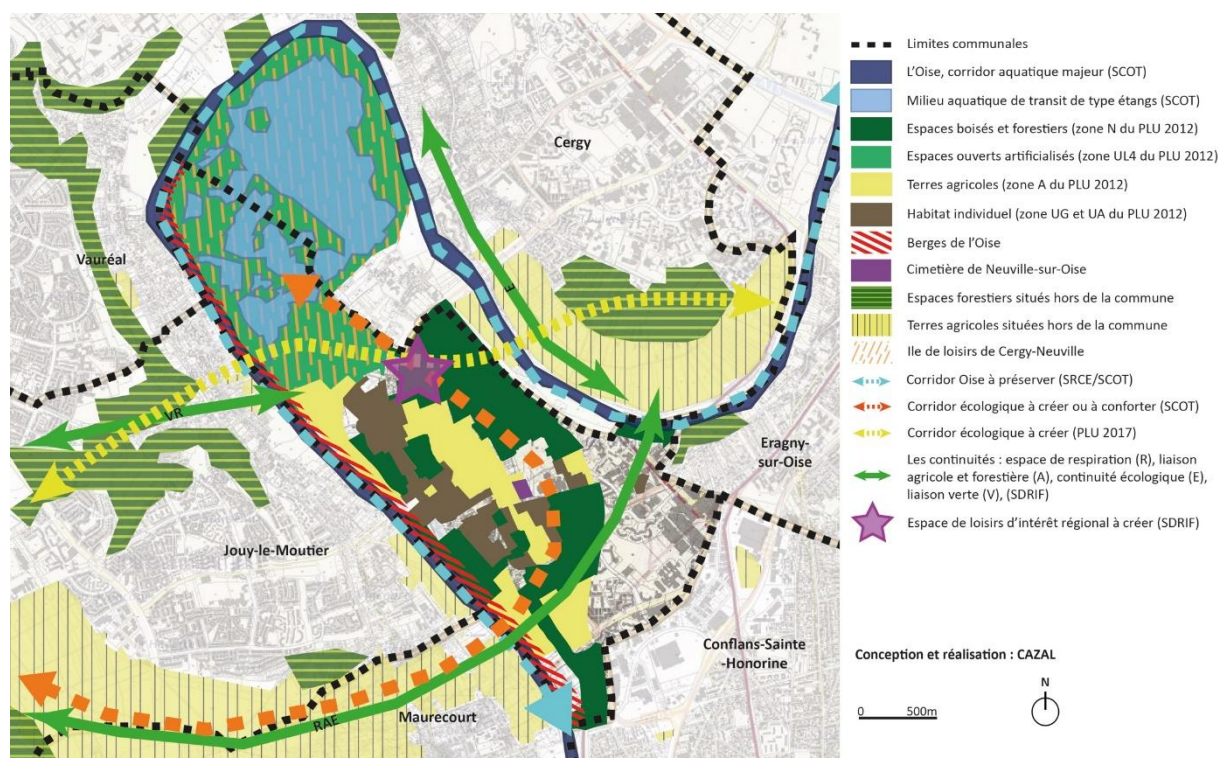 Cergy
Vauréal
E
VR
Eragny-
sur-Oise
Jouy-le-Moutier
Conflans-Sainte
-Honorine
Maurecourt
RAE
Limites communales
L'Oise, corridor aquatique majeur (SCOT)
Milieu aquatique de transit de type étangs (SCOT)
Espaces boisés et forestiers (zone N du PLU 2012)
Espaces ouverts artificialisés (zone UL4 du PLU 2012)
Terres agricoles (zone A du PLU 2012)
Habitat individuel (zone UG et UA du PLU 2012)
Berges de l'Oise
Cimetière de Neuville-sur-Oise
Espaces forestiers situés hors de la commune
Terres agricoles situées hors de la commune
Ile de loisirs de Cergy-Neuville
Corridor Oise à préserver (SRCE/SCOT)
Corridor écologique à créer ou à conforter (SCOT)
Corridor écologique à créer (PLU 2017)
Les continuités : espace de respiration (R), liaison
agricole et forestière (A), continuité écologique (E),
liaison verte (V), (SDRIF)
Espace de loisirs d'intérêt régional à créer (SDRIF)
Conception et réalisation : CAZAL
N
0 500m